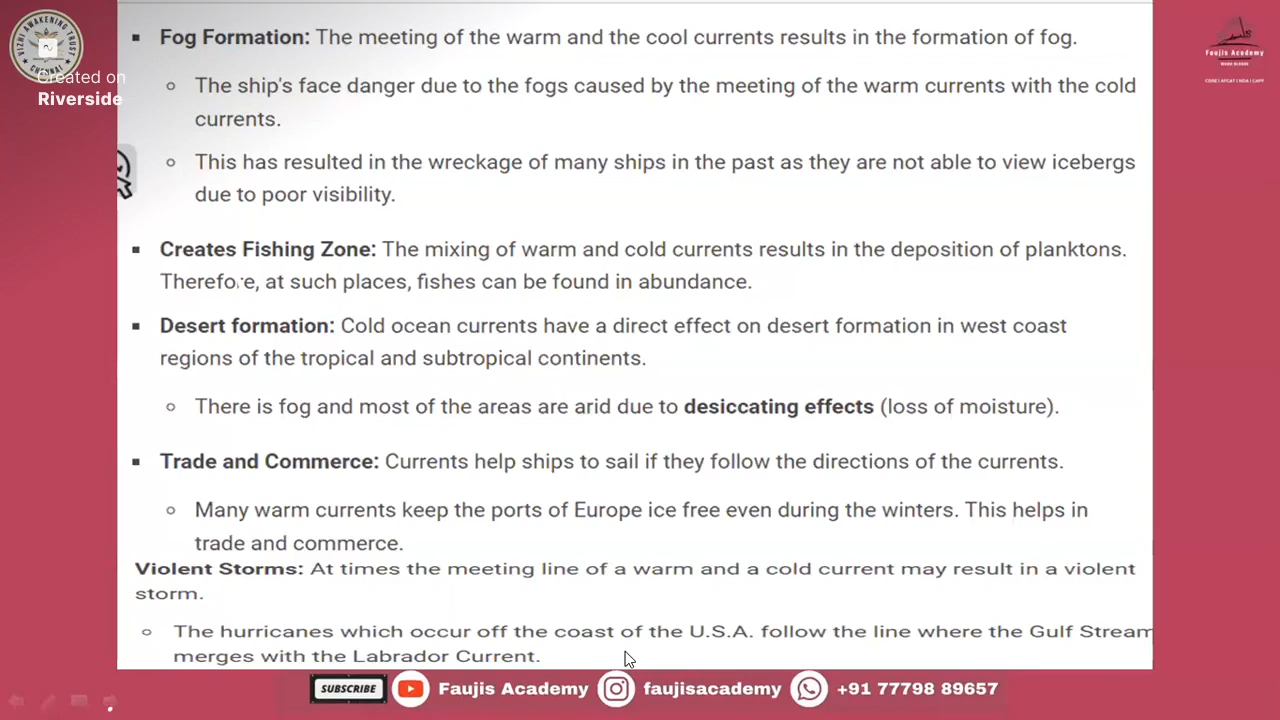 VIZHI AWAKENING TRUST
CHENNAI
Created on
Riverside
Faujis Academy
CDSE | AFCAT | NDA | CAPF
▪ Fog Formation: The meeting of the warm and the cool currents results in the formation of fog.
○ The ship's face danger due to the fogs caused by the meeting of the warm currents with the cold
currents.
○ This has resulted in the wreckage of many ships in the past as they are not able to view icebergs
due to poor visibility.
▪ Creates Fishing Zone: The mixing of warm and cold currents results in the deposition of planktons.
Therefore, at such places, fishes can be found in abundance.
▪ Desert formation: Cold ocean currents have a direct effect on desert formation in west coast
regions of the tropical and subtropical continents.
○ There is fog and most of the areas are arid due to desiccating effects (loss of moisture).
▪ Trade and Commerce: Currents help ships to sail if they follow the directions of the currents.
○ Many warm currents keep the ports of Europe ice free even during the winters. This helps in
trade and commerce.
Violent Storms: At times the meeting line of a warm and a cold current may result in a violent
storm.
○ The hurricanes which occur off the coast of the U.S.A. follow the line where the Gulf Stream
merges with the Labrador Current.
SUBSCRIBE Faujis Academy faujisacademy +91 77798 89657